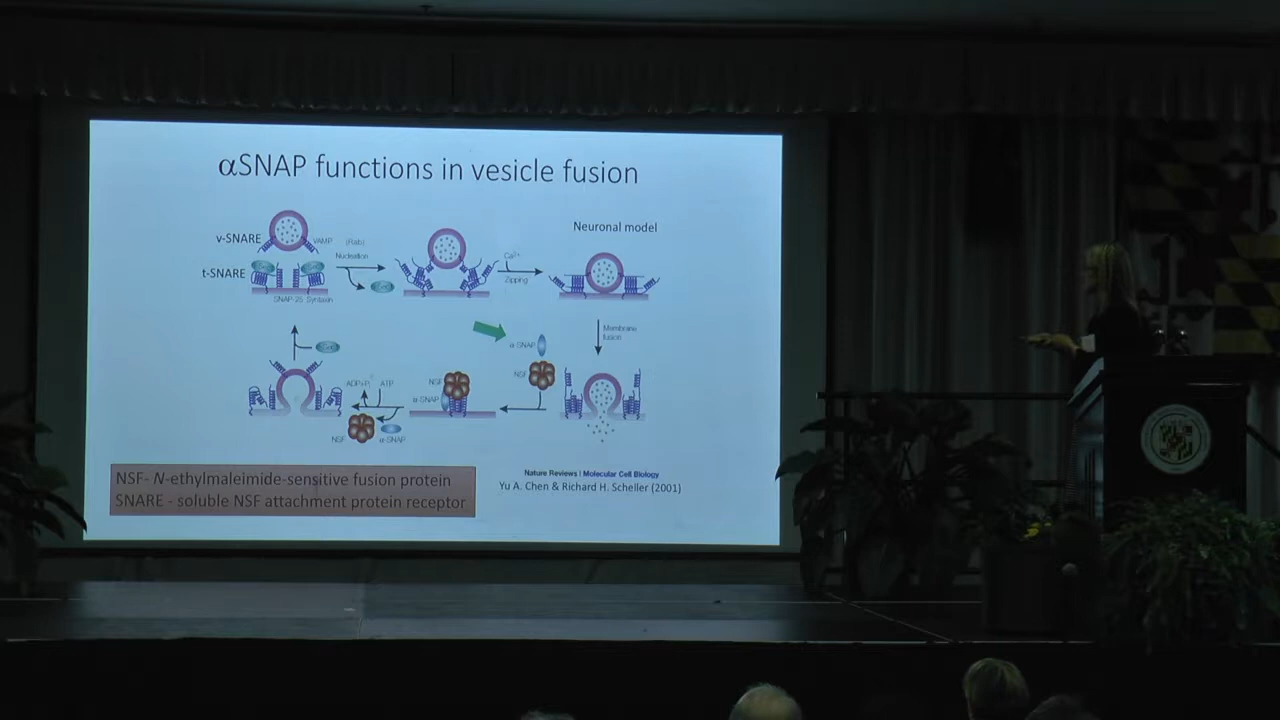 αSNAP functions in vesicle fusion
Neuronal model
v-SNARE
VAMP
(Rab)
Nucleation
t-SNARE
SNAP-25 Syntaxin
Ca2+
Zipping
Membrane
fusion
α SNAP
NSF
ADP+Pi
ATP
NSF
α SNAP
NSF
α-SNAP
NSF- N-ethylmaleimide-sensitive fusion protein
SNARE - soluble NSF attachment protein receptor
Nature Reviews | Molecular Cell Biology
Yu A. Chen & Richard H. Scheller (2001)